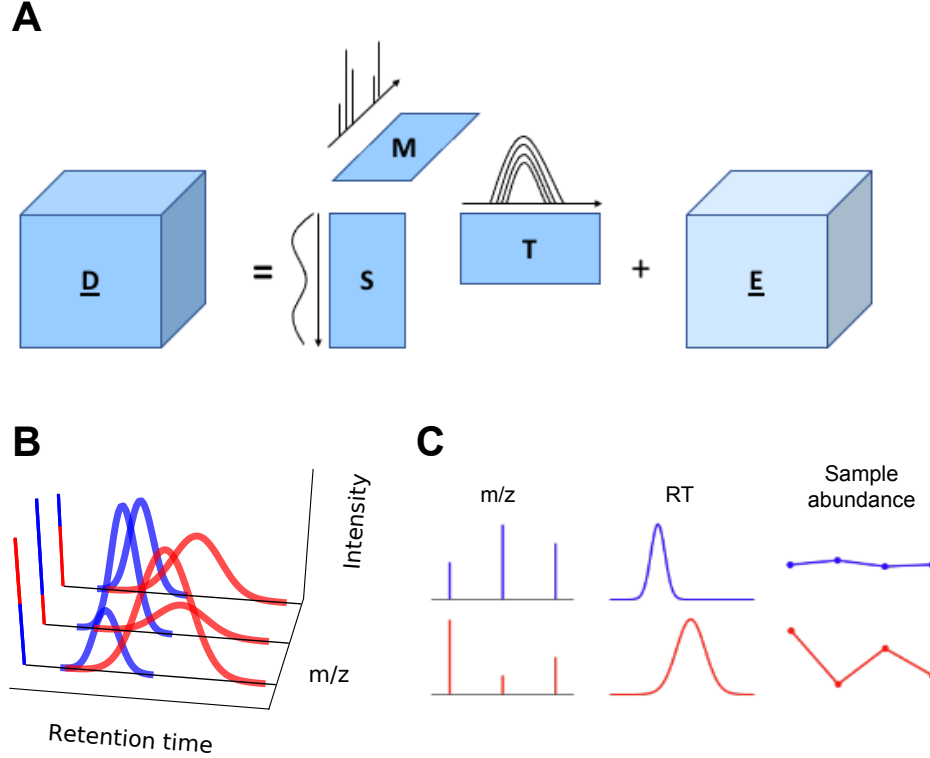 A
M
D
=
S
T
+
E
B
C
Intensity
m/z
Retention time
m/z
RT
Sample
abundance